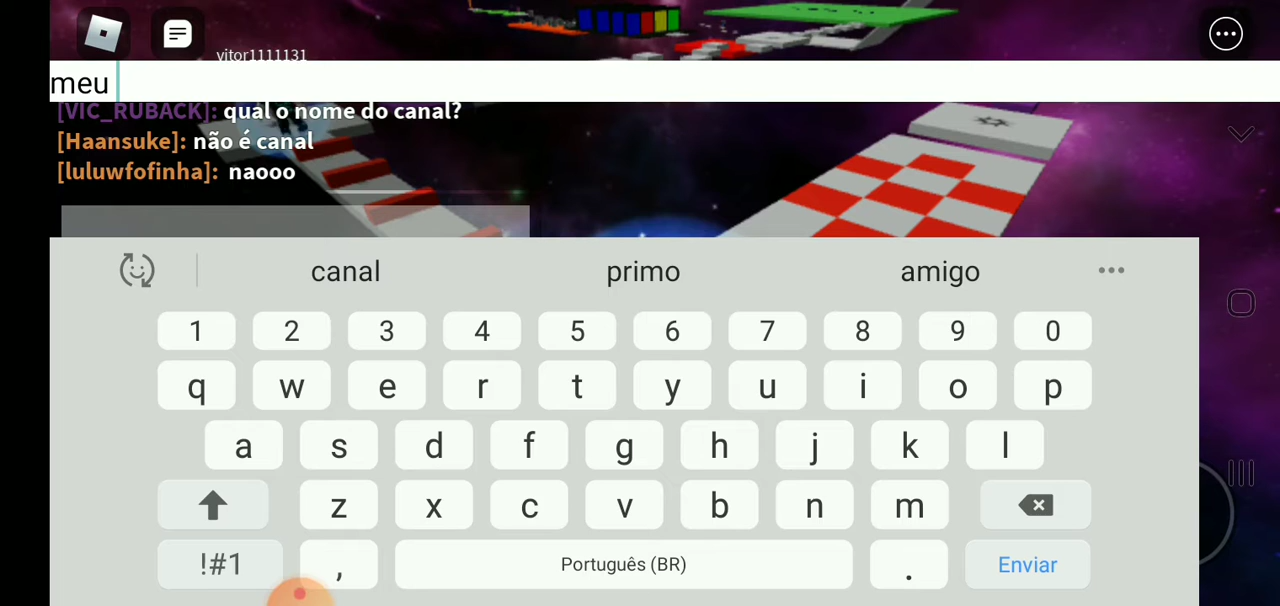 vitor1111131
meu
[VIC_RUBACK]: qual o nome do canal?
[Haansuke]: não é canal
[luluwfofinha]: naooo
canal primo amigo
1 2 3 4 5 6 7 8 9 0
q w e r t y u i o p
a s d f g h j k l
z x c v b n m
!#1 , Português (BR) . Enviar